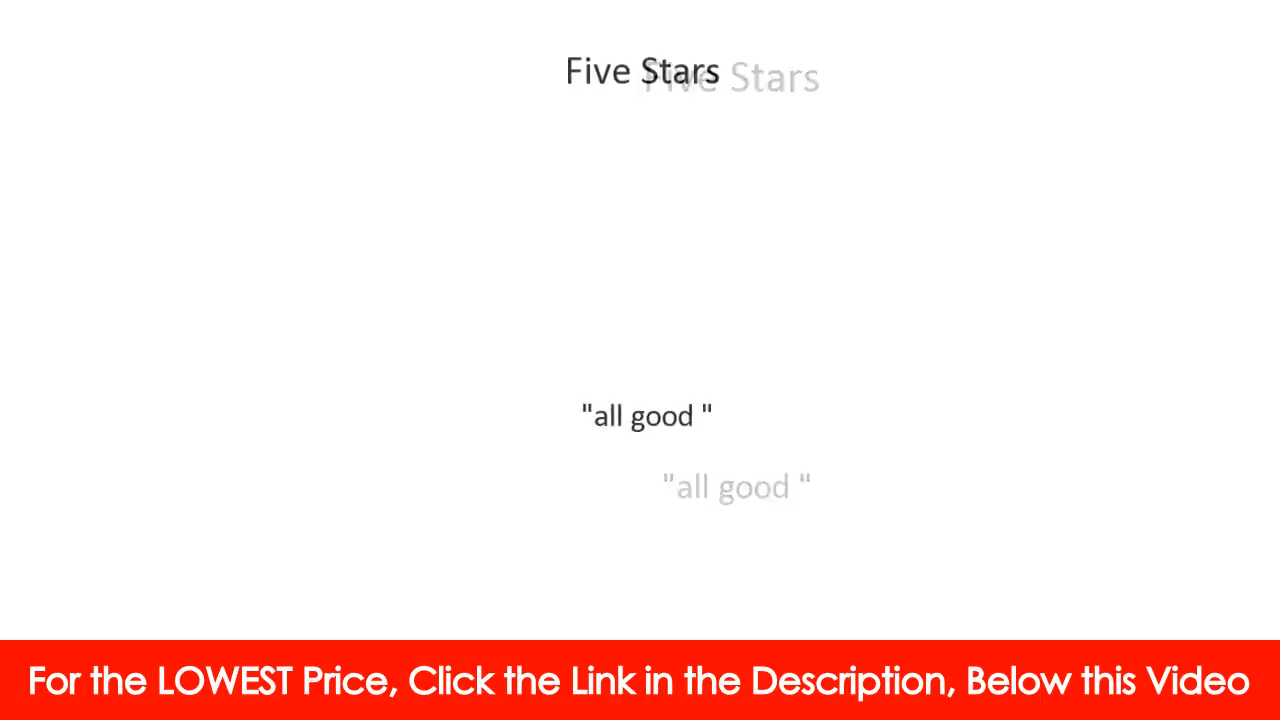 Five Stars
Five Stars
"all good "
"all good "
For the LOWEST Price, Click the Link in the Description, Below this Video